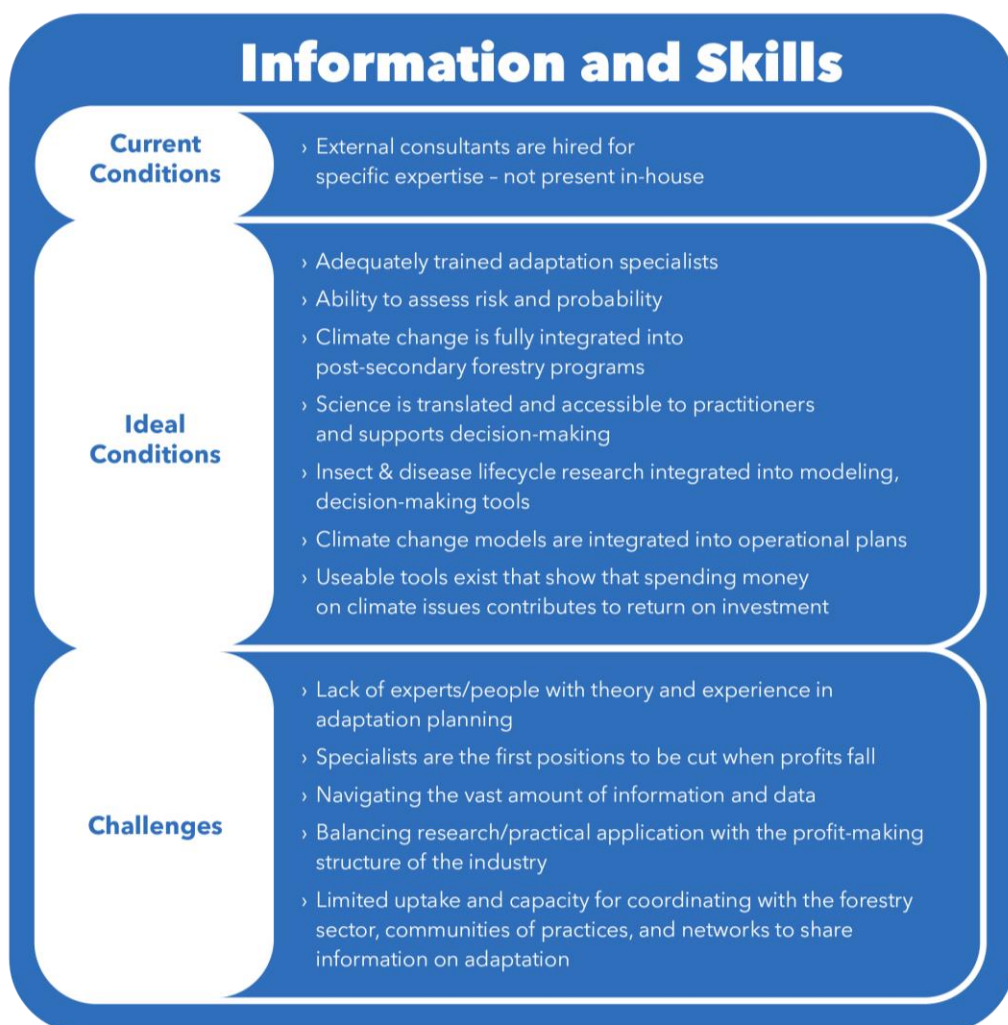 Information and Skills
Current
Conditions
› External consultants are hired for
specific expertise – not present in-house
Ideal
Conditions
› Adequately trained adaptation specialists
› Ability to assess risk and probability
› Climate change is fully integrated into
post-secondary forestry programs
› Science is translated and accessible to practitioners
and supports decision-making
› Insect & disease lifecycle research integrated into modeling,
decision-making tools
› Climate change models are integrated into operational plans
› Useable tools exist that show that spending money
on climate issues contributes to return on investment
Challenges
› Lack of experts/people with theory and experience in
adaptation planning
› Specialists are the first positions to be cut when profits fall
› Navigating the vast amount of information and data
› Balancing research/practical application with the profit-making
structure of the industry
› Limited uptake and capacity for coordinating with the forestry
sector, communities of practices, and networks to share
information on adaptation